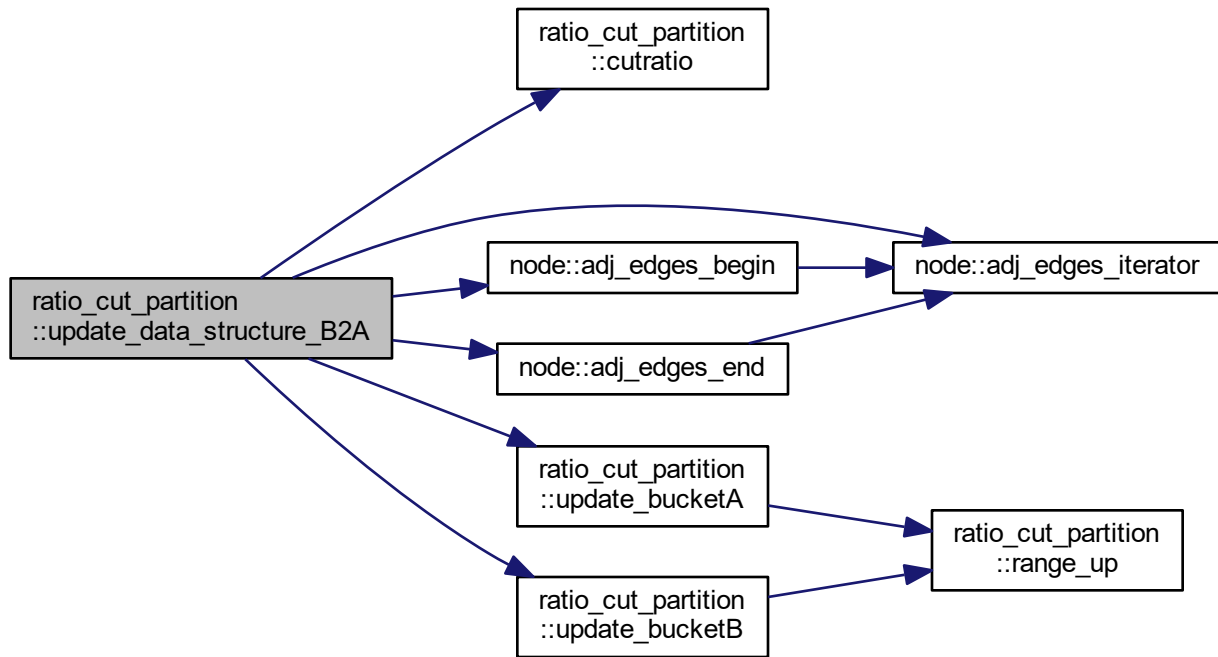 ratio_cut_partition
::cutratio
node::adj_edges_begin
node::adj_edges_iterator
ratio_cut_partition
::update_data_structure_B2A
node::adj_edges_end
ratio_cut_partition
::update_bucketA
ratio_cut_partition
::range_up
ratio_cut_partition
::update_bucketB